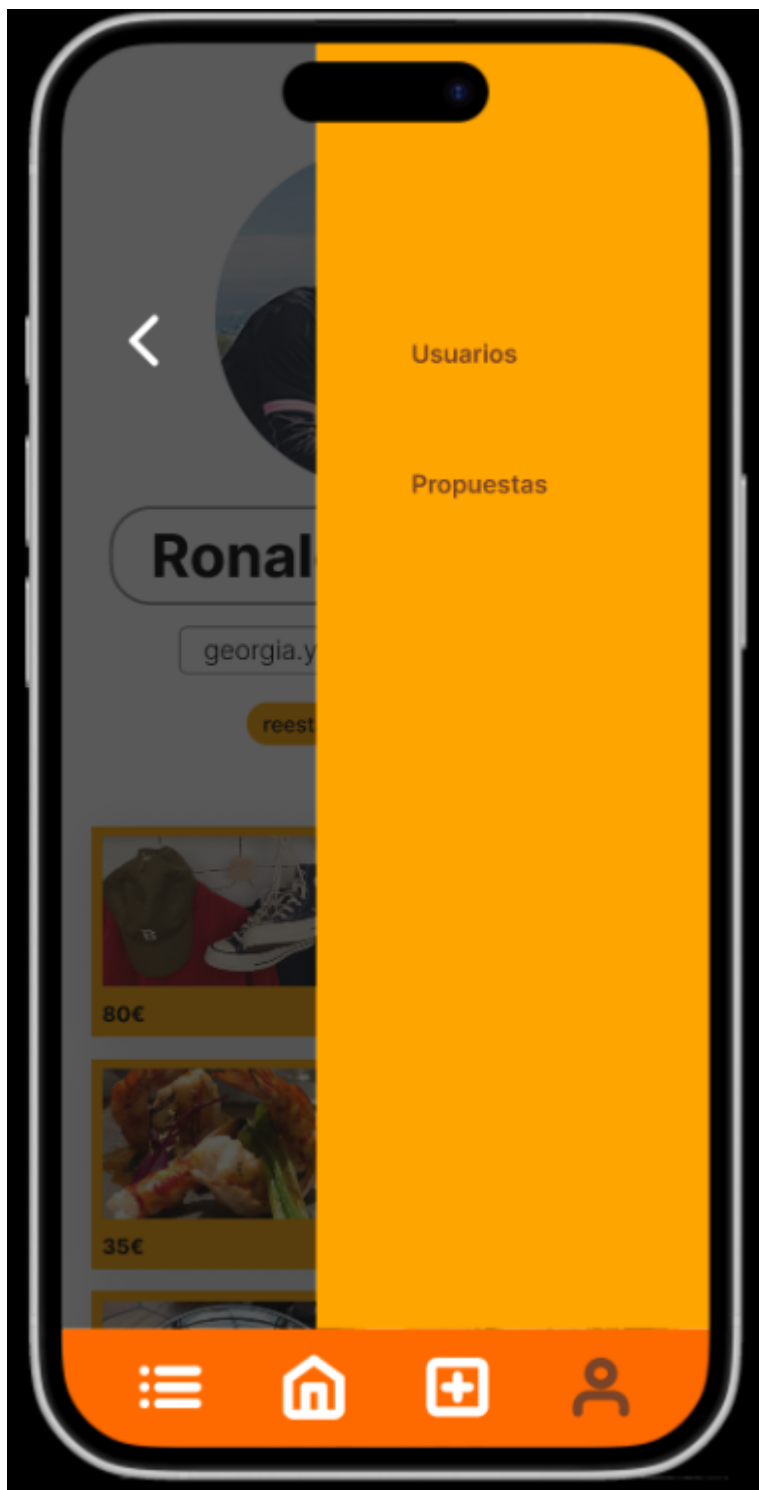 Usuarios
Propuestas
Ronal
georgia.y
reest
80€
35€